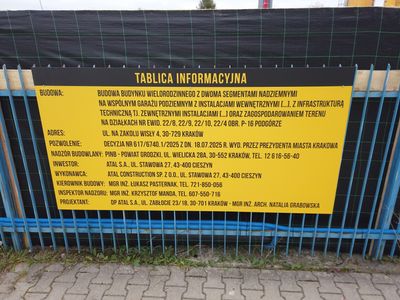 TABLICA INFORMACYJNA
BUDOWA: BUDOWA BUDYNKU WIELORODZINNEGO Z DWOMA SEGMENTAMI NADZIEMNYMI
NA WSPÓLNYM GARAŻU PODZIEMNYM Z INSTALACJAMI WEWNĘTRZNYMI (...), Z INFRASTRUKTURĄ
TECHNICZNĄ TJ. ZEWNĘTRZNYMI INSTALACJAMI (...) ORAZ ZAGOSPODAROWANIEM TERENU
NA DZIAŁKACH NR EWID. 22/8, 22/9, 22/10, 22/4 OBR. P-16 PODGÓRZE
ADRES: UL. NA ZAKOLU WISŁY 4, 30-729 KRAKÓW
POZWOLENIE: DECYZJA NR 617/6740.1/2025 Z DN. 18.07.2025 R. WYD. PRZEZ PREZYDENTA MIASTA KRAKOWA
NADZÓR BUDOWLANY: PINB - POWIAT GRODZKI, UL. WIELICKA 28A, 30-552 KRAKÓW, TEL. 12 616-56-40
INWESTOR: ATAL S.A., UL. STAWOWA 27, 43-400 CIESZYN
WYKONAWCA: ATAL CONSTRUCTION SP. Z O.O., UL. STAWOWA 27, 43-400 CIESZYN
KIEROWNIK BUDOWY: MGR INŻ. ŁUKASZ PASTERNAK, TEL. 721-850-056
INSPEKTOR NADZORU: MGR INŻ. KRZYSZTOF MANDA, TEL. 607-550-716
PROJEKTANT: DP ATAL S.A., UL. ZABŁOCIE 23/18, 30-701 KRAKÓW - MGR INŻ. ARCH. NATALIA GRABOWSKA